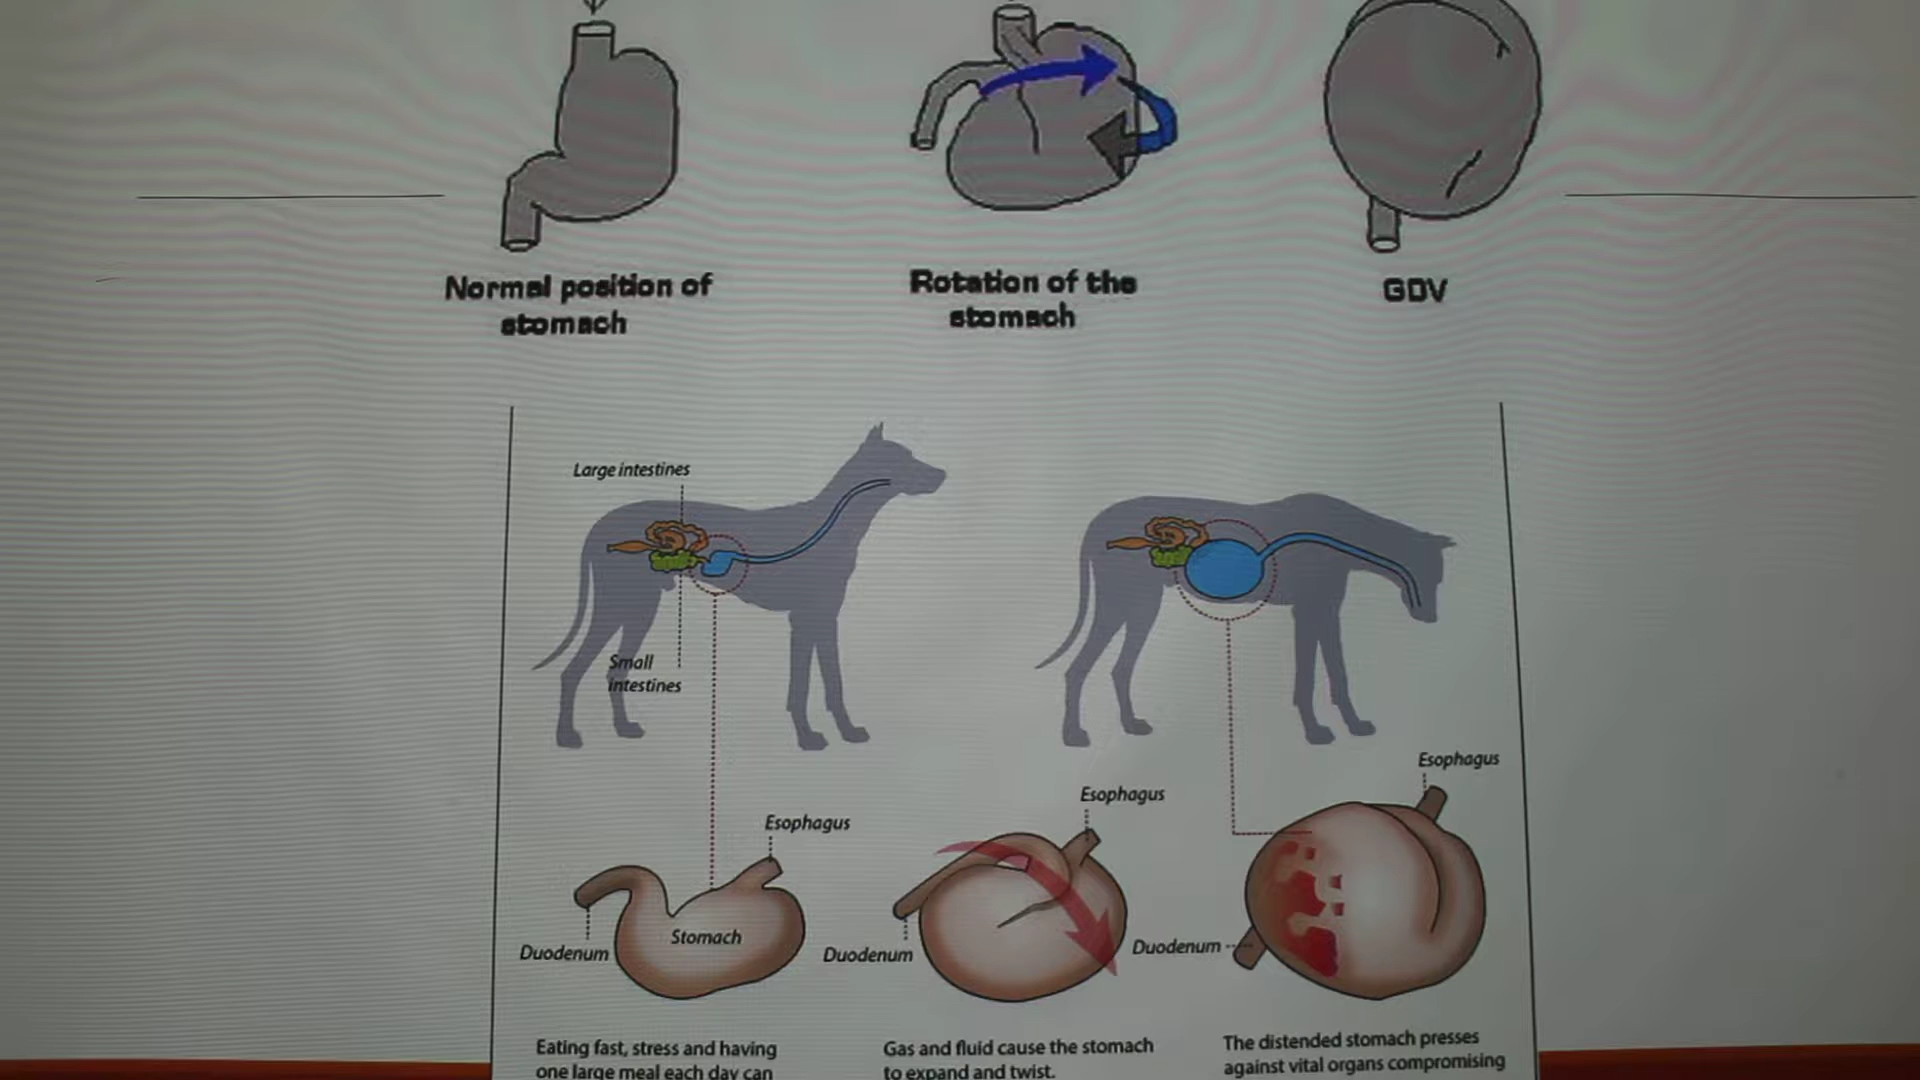 Normal position of
stomach
Rotation of the
stomach
GDV
Large intestines
Small
intestines
Esophagus
Duodenum
Stomach
Esophagus
Duodenum
Esophagus
Duodenum
Eating fast, stress and having
one large meal each day can
Gas and fluid cause the stomach
to expand and twist.
The distended stomach presses
against vital organs compromising